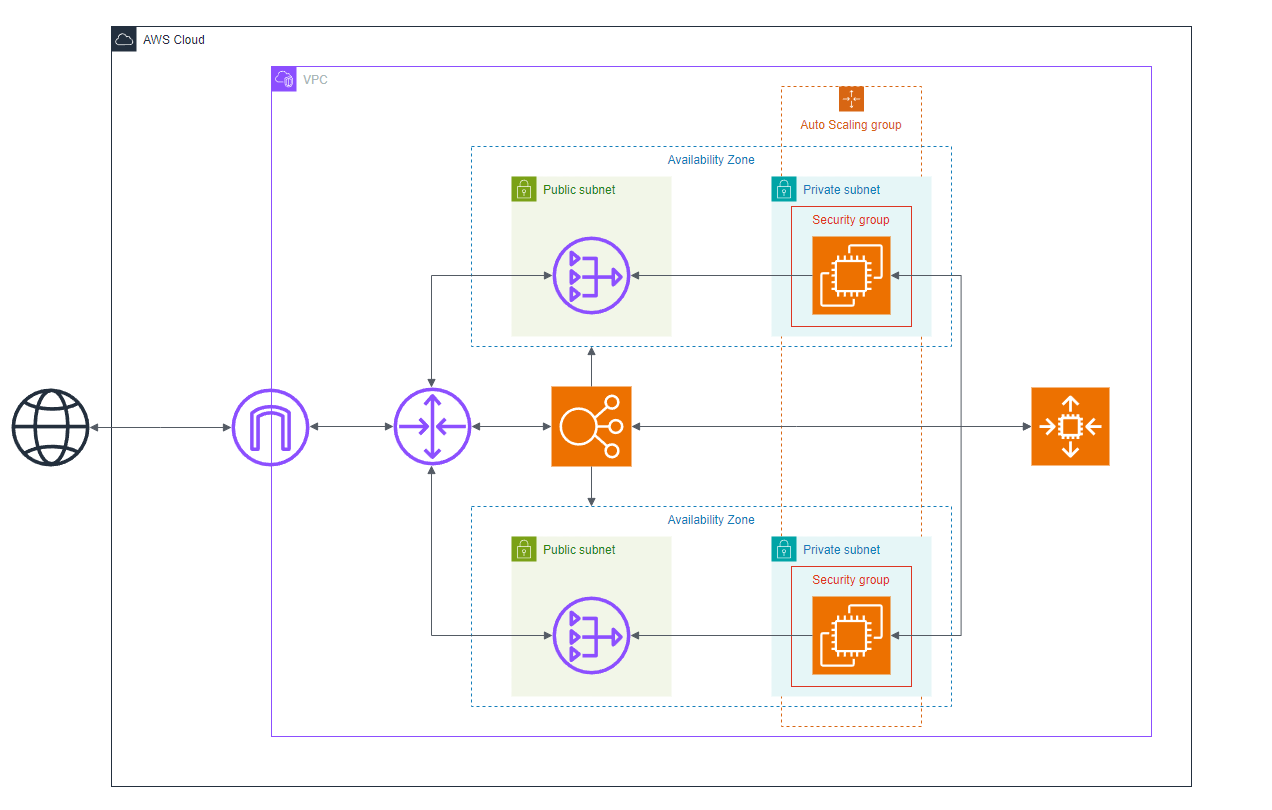 AWS Cloud
VPC
Auto Scaling group
Availability Zone
Public subnet
Private subnet
Security group
Availability Zone
Public subnet
Private subnet
Security group